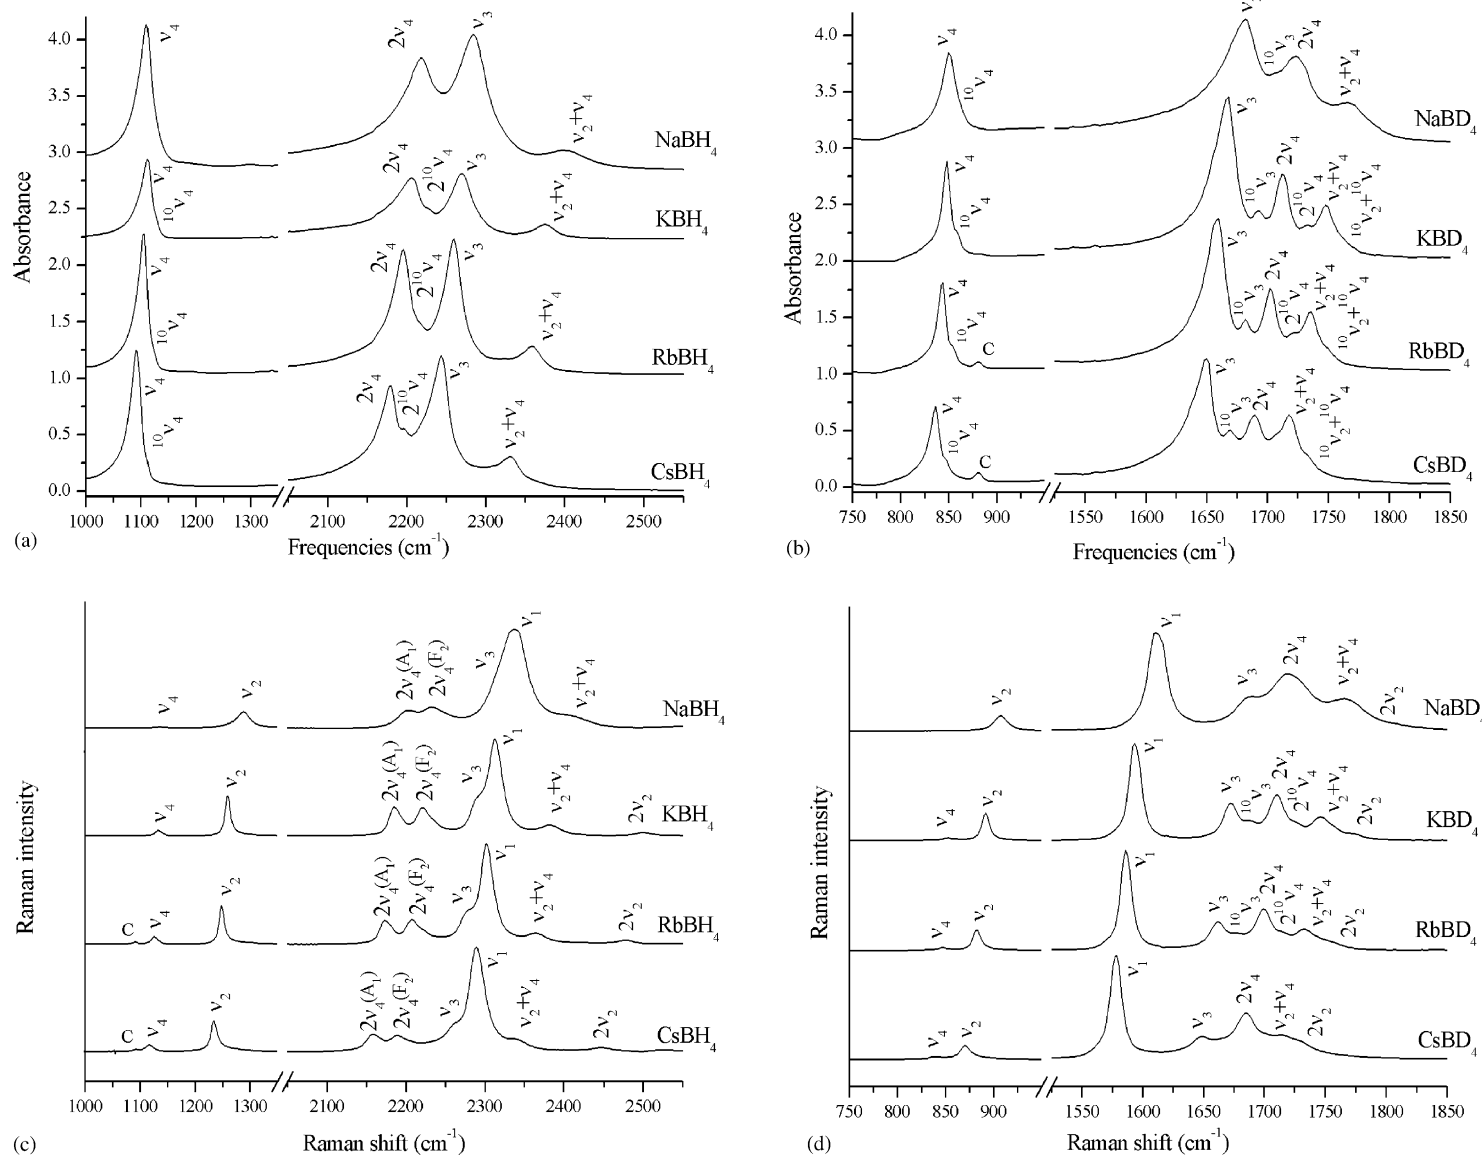 4.0
3.5
3.0
2.5
2.0
1.5
1.0
0.5
0.0
Absorbance
ν4
2ν4
ν3
ν2+ν4
NaBH4
ν4
10ν4
2ν4
2 10ν4
ν3
ν2+ν4
KBH4
ν4
10ν4
2ν4
2 10ν4
ν3
ν2+ν4
RbBH4
ν4
10ν4
2ν4
2 10ν4
ν3
ν2+ν4
CsBH4
1000 1100 1200 1300 2100 2200 2300 2400 2500
(a)
Frequencies (cm-1)
4.0
3.5
3.0
2.5
2.0
1.5
1.0
0.5
0.0
Absorbance
ν4
10ν4
10ν3
2ν4
ν2+ν4
NaBD4
ν4
10ν4
ν3
10ν3
2ν4
2 10ν4
ν2+ν4
10ν2+10ν4
KBD4
ν4
10ν4
C
ν3
10ν3
2ν4
2 10ν4
ν2+ν4
10ν2+10ν4
RbBD4
ν4
10ν4
C
ν3
10ν3
2ν4
ν2+ν4
10ν2+10ν4
CsBD4
750 800 850 900 1550 1600 1650 1700 1750 1800 1850
(b)
Frequencies (cm-1)
Raman intensity
ν4
ν2
2ν4(A1)
2ν4(F2)
ν3
ν1
ν2+ν4
NaBH4
ν4
ν2
2ν4(A1)
2ν4(F2)
ν3
ν1
ν2+ν4
2ν2
KBH4
C
ν4
ν2
2ν4(A1)
2ν4(F2)
ν3
ν1
ν2+ν4
2ν2
RbBH4
C
ν4
ν2
2ν4(A1)
2ν4(F2)
ν3
ν1
ν2+ν4
2ν2
CsBH4
1000 1100 1200 1300 2100 2200 2300 2400 2500
(c)
Raman shift (cm-1)
Raman intensity
ν2
ν1
ν3
2ν4
ν2+ν4
2ν2
NaBD4
ν4
ν2
ν1
ν3
10ν3
2ν4
2 10ν4
ν2+ν4
2ν2
KBD4
ν4
ν2
ν1
ν3
10ν3
2ν4
2 10ν4
ν2+ν4
2ν2
RbBD4
ν4
ν2
ν1
ν3
2ν4
ν2+ν4
2ν2
CsBD4
750 800 850 900 1550 1600 1650 1700 1750 1800 1850
(d)
Raman shift (cm-1)